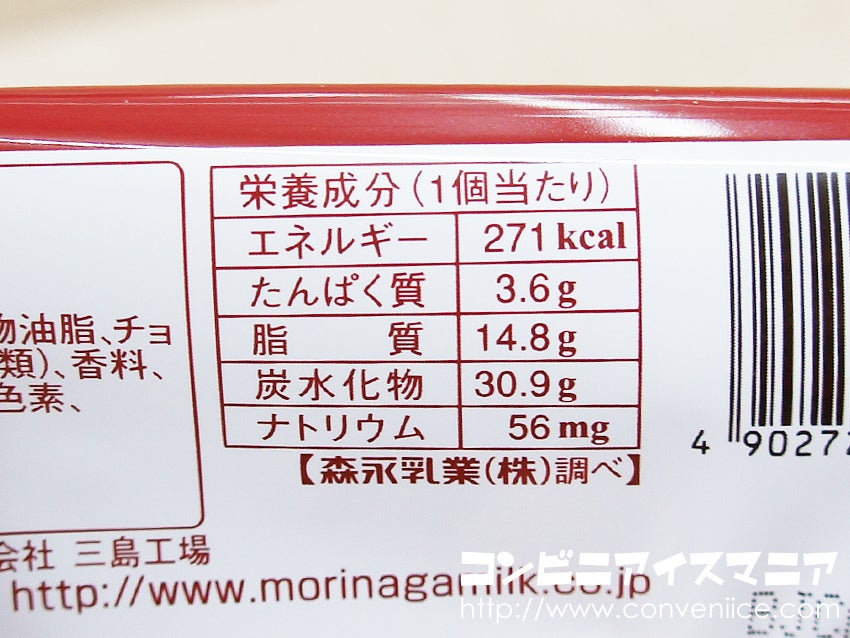 栄養成分(1個当たり)
エネルギー 271kcal
たんぱく質 3.6g
脂質 14.8g
炭水化物 30.9g
ナトリウム 56mg
【森永乳業(株)調べ】
物油脂、チョ
類)、香料、
色素、
4 90272
会社 三島工場
http://www.morinagamilk.co.jp
コンビニアイスマニア
http://www.conveniice.com